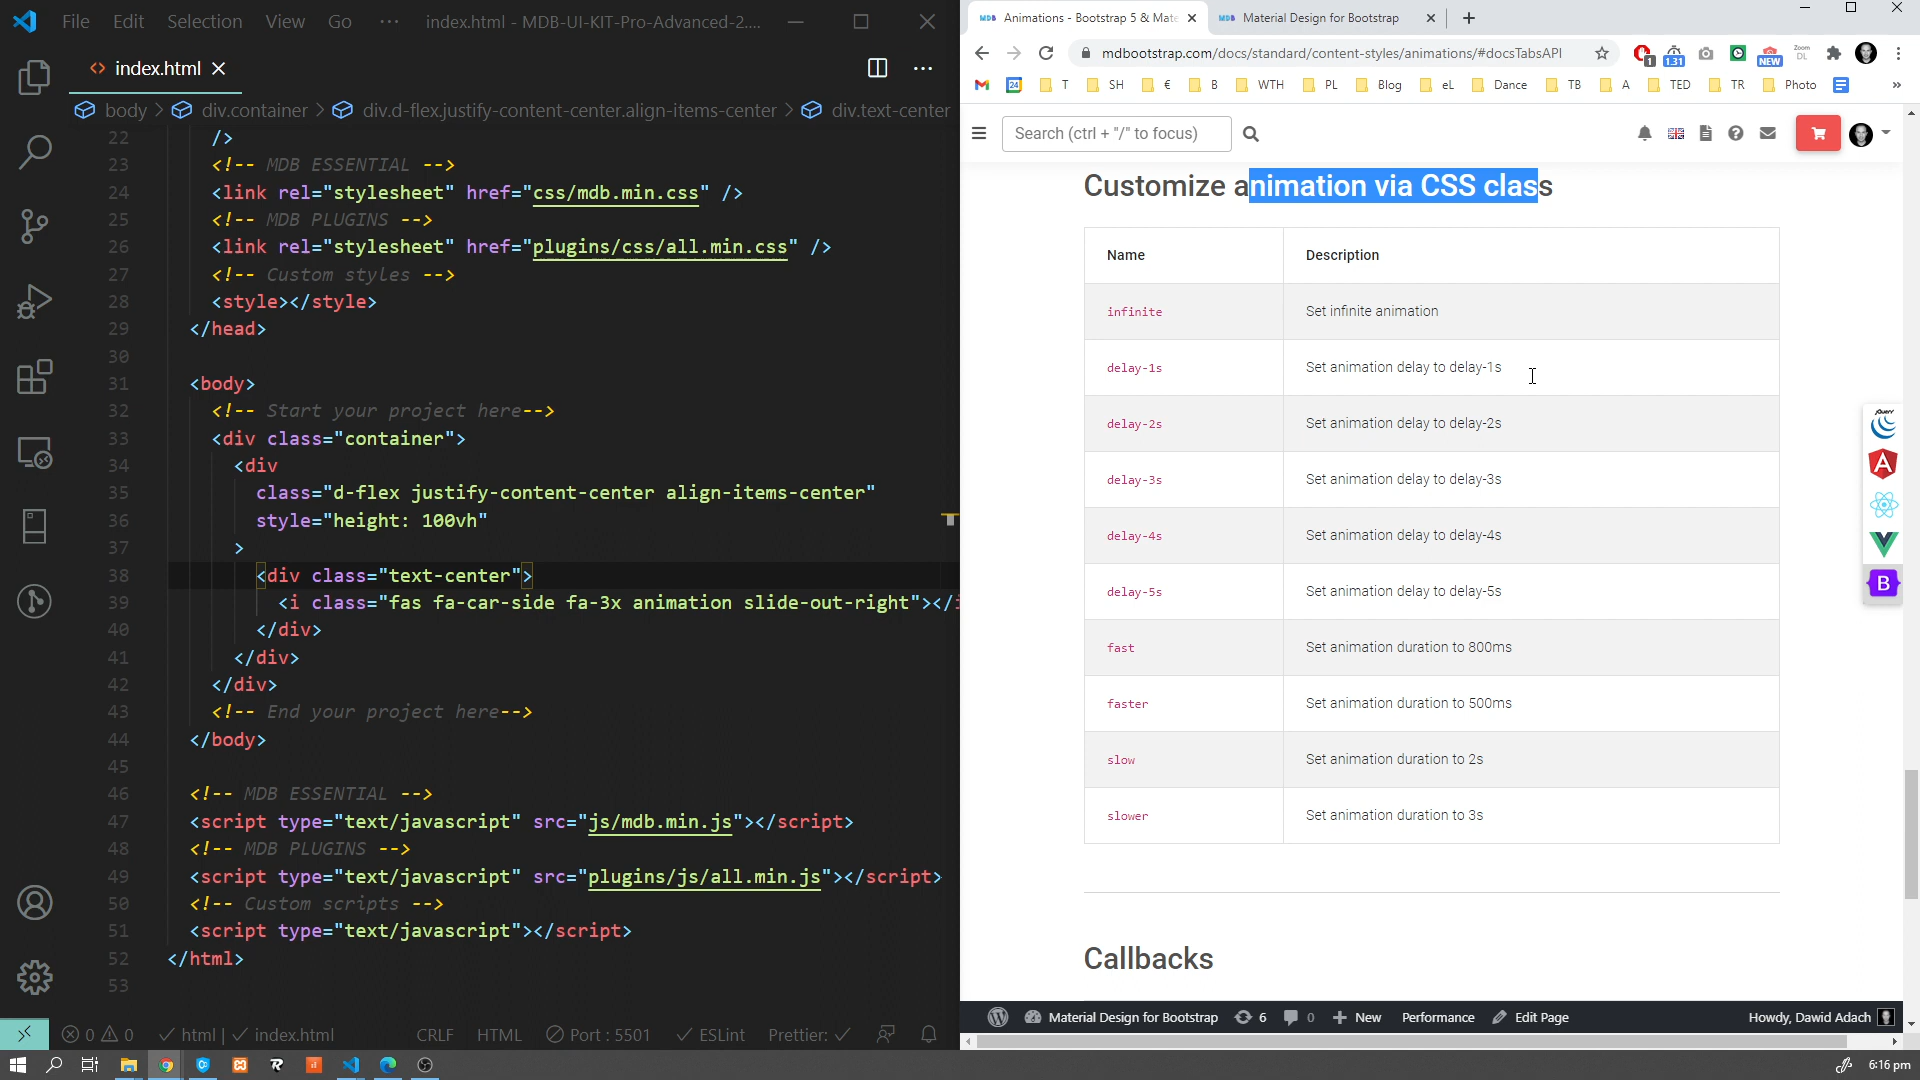 File Edit Selection View Go ··· index.html - MDB-UI-KIT-Pro-Advanced-2....
index.html
body > div.container > div.d-flex.justify-content-center.align-items-center > div.text-center
22 />
23 <!-- MDB ESSENTIAL -->
24 <link rel="stylesheet" href="css/mdb.min.css" />
25 <!-- MDB PLUGINS -->
26 <link rel="stylesheet" href="plugins/css/all.min.css" />
27 <!-- Custom styles -->
28 <style></style>
29 </head>
30
31 <body>
32 <!-- Start your project here-->
33 <div class="container">
34 <div
35 class="d-flex justify-content-center align-items-center"
36 style="height: 100vh"
37 >
38 <div class="text-center">
39 <i class="fas fa-car-side fa-3x animation slide-out-right"></i
40 </div>
41 </div>
42 </div>
43 <!-- End your project here-->
44 </body>
45
46 <!-- MDB ESSENTIAL -->
47 <script type="text/javascript" src="js/mdb.min.js"></script>
48 <!-- MDB PLUGINS -->
49 <script type="text/javascript" src="plugins/js/all.min.js"></script>
50 <!-- Custom scripts -->
51 <script type="text/javascript"></script>
52 </html>
53
0 0 html | index.html CRLF HTML Port : 5501 ESLint Prettier:
MDB Animations - Bootstrap 5 & Mate MDB Material Design for Bootstrap
mdbootstrap.com/docs/standard/content-styles/animations/#docsTabsAPI 1 1.31 NEW Zoom DL
24 T SH € B WTH PL Blog eL Dance TB A TED TR Photo »
Search (ctrl + "/" to focus)
Customize animation via CSS class
Name Description
infinite Set infinite animation
delay-1s Set animation delay to delay-1s
delay-2s Set animation delay to delay-2s
delay-3s Set animation delay to delay-3s
delay-4s Set animation delay to delay-4s
delay-5s Set animation delay to delay-5s
fast Set animation duration to 800ms
faster Set animation duration to 500ms
slow Set animation duration to 2s
slower Set animation duration to 3s
Callbacks
jQuery
A
B
Material Design for Bootstrap 6 0 New Performance Edit Page Howdy, Dawid Adach
6:16 pm